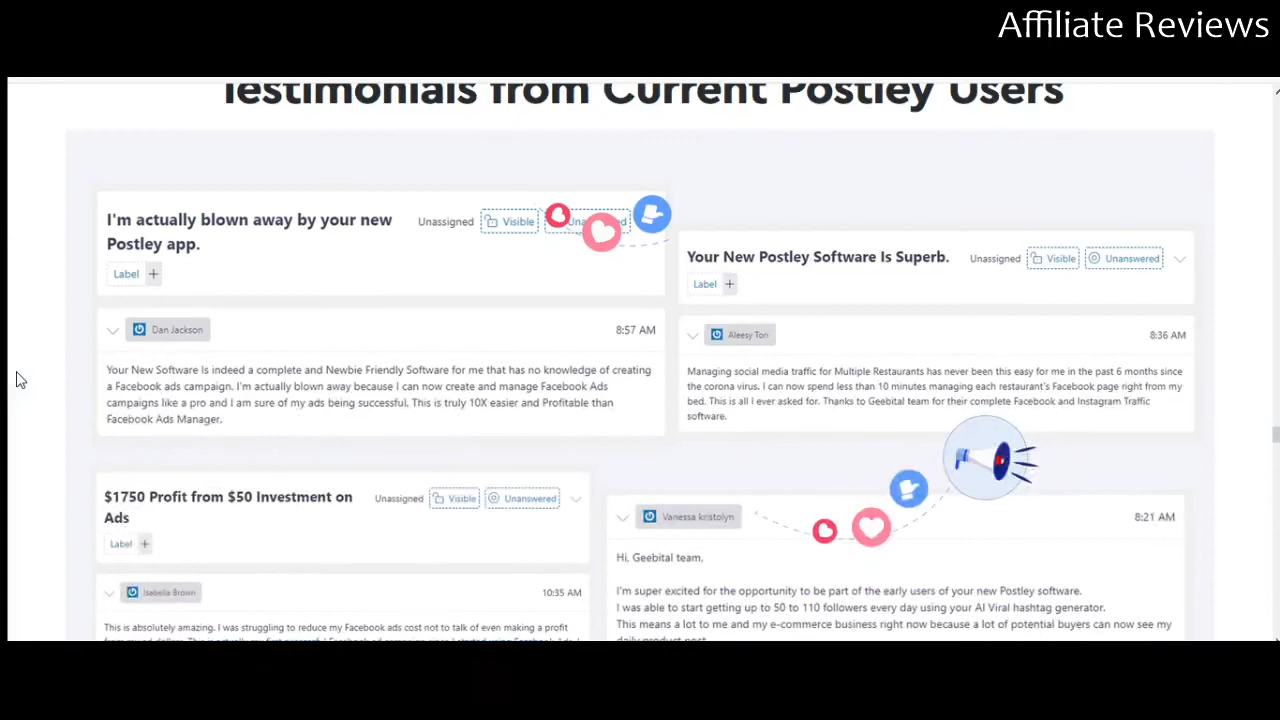 Affiliate Reviews
Testimonials from Current Postley Users
I'm actually blown away by your new
Postley app.
Unassigned Visible
Label +
Dan Jackson 8:57 AM
Your New Software Is indeed a complete and Newbie Friendly Software for me that has no knowledge of creating
a Facebook ads campaign. I'm actually blown away because I can now create and manage Facebook Ads
campaigns like a pro and I am sure of my ads being successful. This is truly 10X easier and Profitable than
Facebook Ads Manager.
Your New Postley Software Is Superb. Unassigned Visible Unanswered
Label +
Aleesy Tori 8:36 AM
Managing social media traffic for Multiple Restaurants has never been this easy for me in the past 6 months since
the corona virus. I can now spend less than 10 minutes managing each restaurant's Facebook page right from my
bed. This is all I ever asked for. Thanks to Geebital team for their complete Facebook and Instagram Traffic
software.
$1750 Profit from $50 Investment on
Ads
Unassigned Visible Unanswered
Label +
Isabella Brown 10:35 AM
This is absolutely amazing. I was struggling to reduce my Facebook ads cost not to talk of even making a profit
Vanessa kristolyn 8:21 AM
Hi, Geebital team,
I'm super excited for the opportunity to be part of the early users of your new Postley software.
I was able to start getting up to 50 to 110 followers every day using your AI Viral hashtag generator.
This means a lot to me and my e-commerce business right now because a lot of potential buyers can now see my
daily product post